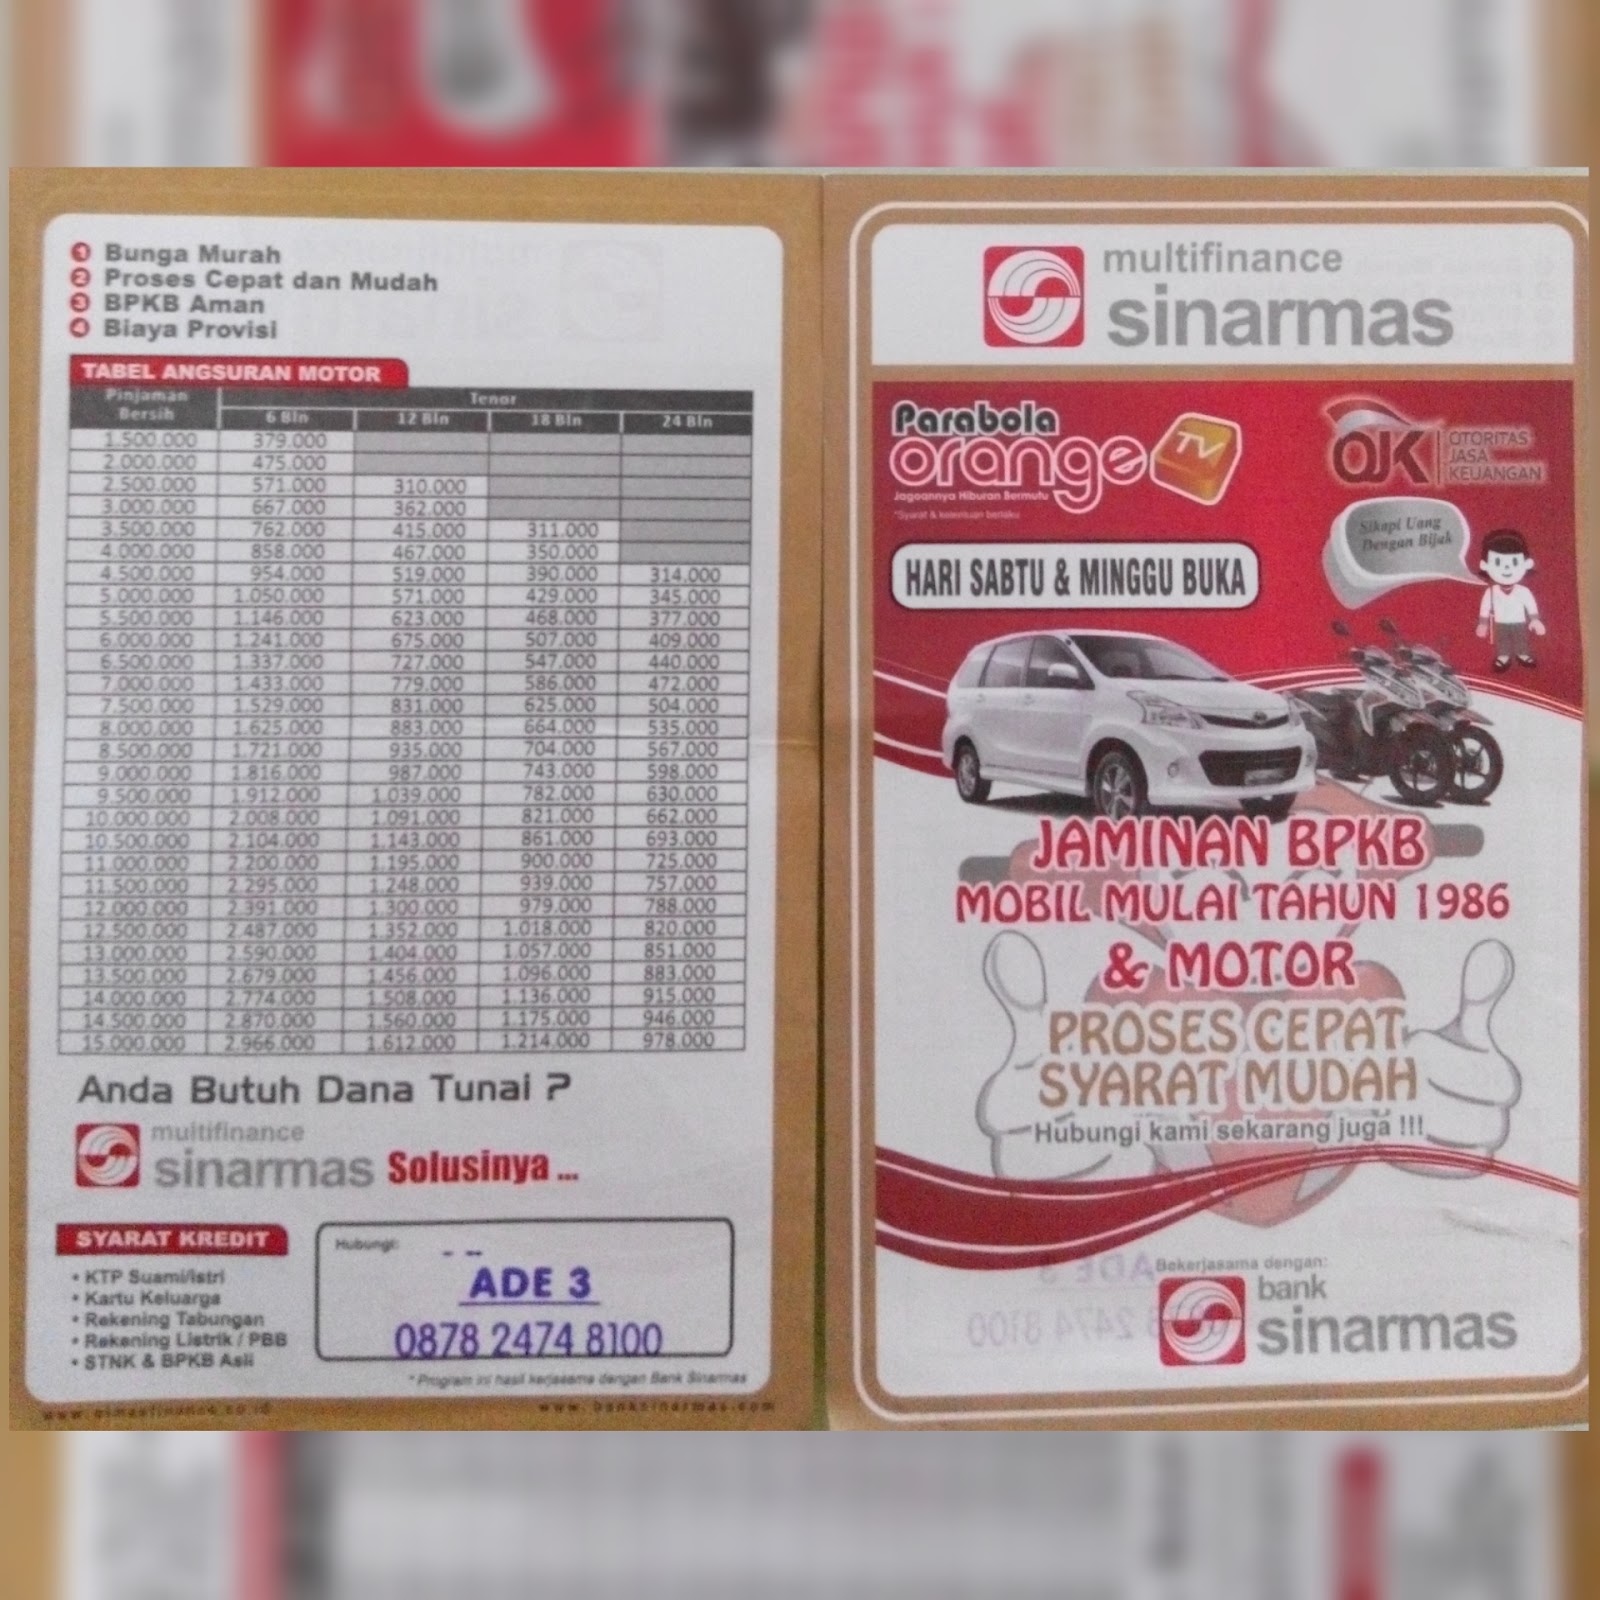 1 Bunga Murah
2 Proses Cepat dan Mudah
3 BPKB Aman
4 Biaya Provisi
TABEL ANGSURAN MOTOR
Pinjaman Bersih Tenor
6 Bln 12 Bln 18 Bln 24 Bln
1.500.000 379.000
2.000.000 475.000
2.500.000 571.000 310.000
3.000.000 667.000 362.000
3.500.000 762.000 415.000 311.000
4.000.000 858.000 467.000 350.000
4.500.000 954.000 519.000 390.000 314.000
5.000.000 1.050.000 571.000 429.000 345.000
5.500.000 1.146.000 623.000 468.000 377.000
6.000.000 1.241.000 675.000 507.000 409.000
6.500.000 1.337.000 727.000 547.000 440.000
7.000.000 1.433.000 779.000 586.000 472.000
7.500.000 1.529.000 831.000 625.000 504.000
8.000.000 1.625.000 883.000 664.000 535.000
8.500.000 1.721.000 935.000 704.000 567.000
9.000.000 1.816.000 987.000 743.000 598.000
9.500.000 1.912.000 1.039.000 782.000 630.000
10.000.000 2.008.000 1.091.000 821.000 662.000
10.500.000 2.104.000 1.143.000 861.000 693.000
11.000.000 2.200.000 1.195.000 900.000 725.000
11.500.000 2.295.000 1.248.000 939.000 757.000
12.000.000 2.391.000 1.300.000 979.000 788.000
12.500.000 2.487.000 1.352.000 1.018.000 820.000
13.000.000 2.590.000 1.404.000 1.057.000 851.000
13.500.000 2.679.000 1.456.000 1.096.000 883.000
14.000.000 2.774.000 1.508.000 1.136.000 915.000
14.500.000 2.870.000 1.560.000 1.175.000 946.000
15.000.000 2.966.000 1.612.000 1.214.000 978.000
Anda Butuh Dana Tunai ?
multifinance
sinarmas Solusinya ...
SYARAT KREDIT
• KTP Suami/Istri
• Kartu Keluarga
• Rekening Tabungan
• Rekening Listrik / PBB
• STNK & BPKB Asli
Hubungi:
ADE 3
0878 2474 8100
* Program ini hasil kerjasama dengan Bank Sinarmas
www.banksinarmas.com
multifinance
sinarmas
Parabola
orange TV
Jagoannya Hiburan Bermutu
*Syarat & ketentuan berlaku
OJK OTORITAS
JASA
KEUANGAN
Sikapi Uang
Dengan Bijak
HARI SABTU & MINGGU BUKA
JAMINAN BPKB
MOBIL MULAI TAHUN 1986
& MOTOR
PROSES CEPAT
SYARAT MUDAH
Hubungi kami sekarang juga !!!
Bekerjasama dengan:
bank
sinarmas